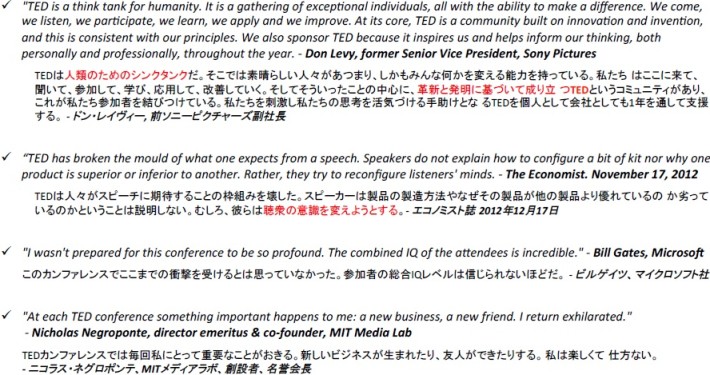 ✓ "TED is a think tank for humanity. It is a gathering of exceptional individuals, all with the ability to make a difference. We come,
we listen, we participate, we learn, we apply and we improve. At its core, TED is a community built on innovation and invention,
and this is consistent with our principles. We also sponsor TED because it inspires us and helps inform our thinking, both
personally and professionally, throughout the year. - Don Levy, former Senior Vice President, Sony Pictures
TEDは人類のためのシンクタンクだ。そこでは素晴らしい人々があつまり、しかもみんな何かを変える能力を持っている。私たち はここに来て、
聞いて、参加して、学び、応用して、改善していく。そしてそういったことの中心に、革新と発明に基づいて成り立 つTEDというコミュニティがあり、
これが私たち参加者を結びつけている。私たちを刺激し私たちの思考を活気づける手助けとな るTEDを個人として会社としても1年を通して支援
する。 - ドン・レイヴィー, 前ソニーピクチャーズ副社長
✓ "TED has broken the mould of what one expects from a speech. Speakers do not explain how to configure a bit of kit nor why one
product is superior or inferior to another. Rather, they try to reconfigure listeners' minds. - The Economist. November 17, 2012
TEDは人々がスピーチに期待することの枠組みを壊した。スピーカーは製品の製造方法やなぜその製品が他の製品より優れているの か劣って
いるのかということは説明しない。むしろ、彼らは聴衆の意識を変えようとする。- エコノミスト誌 2012年12月17日
✓ "I wasn't prepared for this conference to be so profound. The combined IQ of the attendees is incredible." - Bill Gates, Microsoft
このカンファレンスでここまでの衝撃を受けるとは思っていなかった。参加者の総合IQレベルは信じられないほどだ。 - ビルゲイツ、マイクロソフト社
✓ "At each TED conference something important happens to me: a new business, a new friend. I return exhilarated."
- Nicholas Negroponte, director emeritus & co-founder, MIT Media Lab
TEDカンファレンスでは毎回私にとって重要なことがおきる。新しいビジネスが生まれたり、友人ができたりする。私は楽しくて 仕方ない。
- ニコラス・ネグロポンテ、MITメディアラボ、創設者、名誉会長